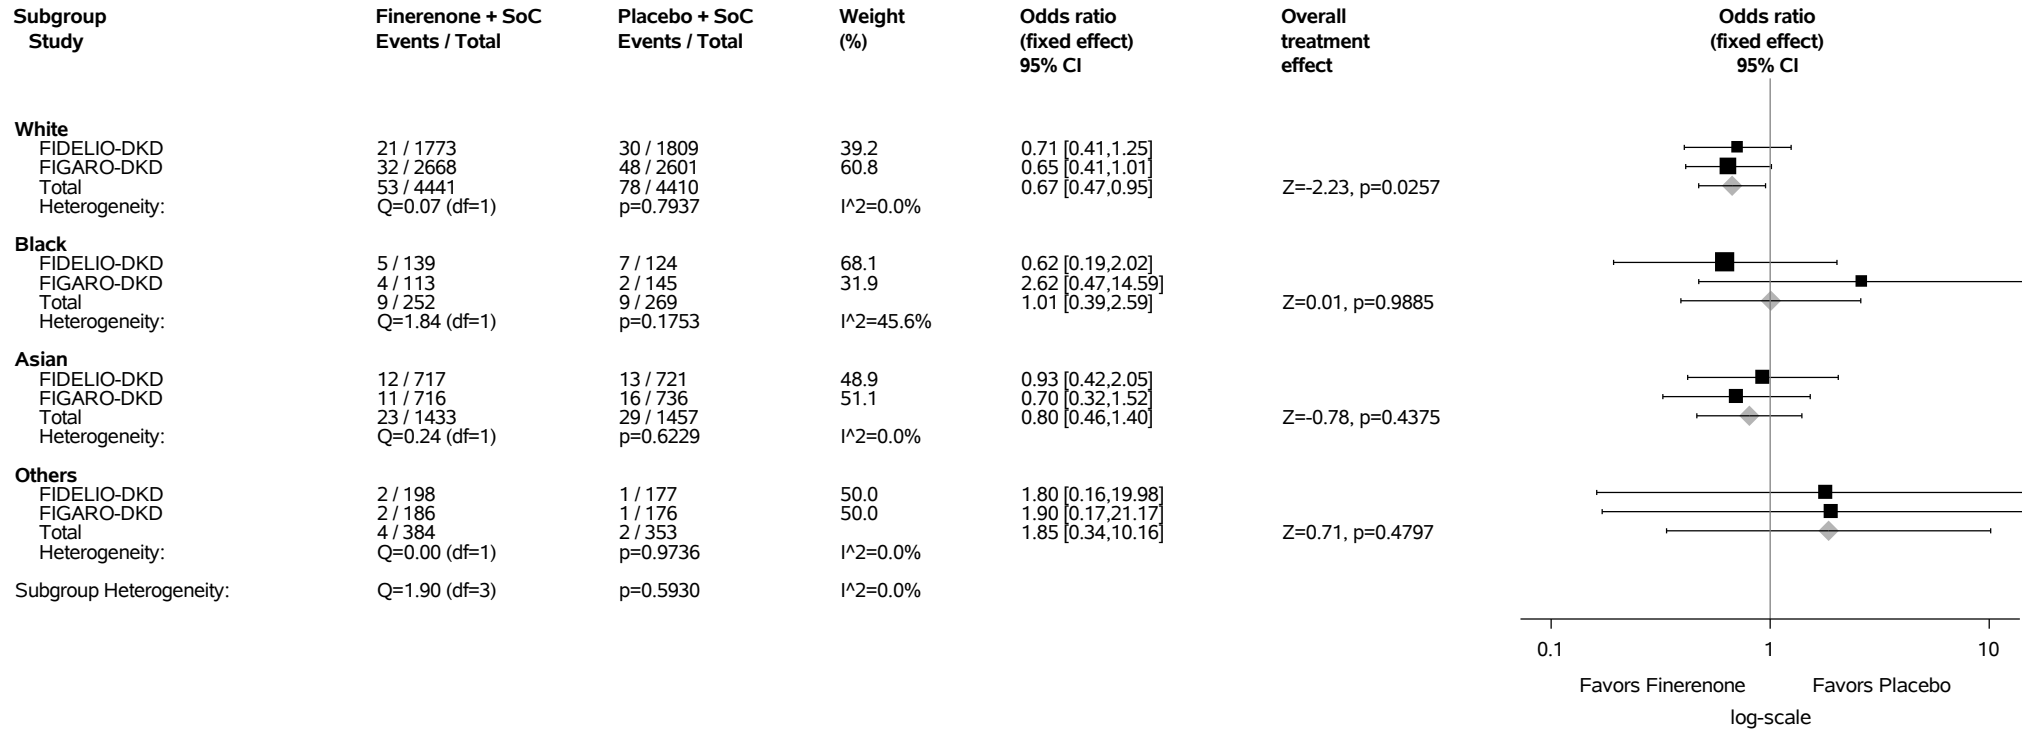 Subgroup Finerenone + SoC Placebo + SoC Weight Odds ratio Overall Odds ratio
Study Events / Total Events / Total (%) (fixed effect) treatment (fixed effect)
95% CI effect 95% CI
White
FIDELIO-DKD 21 / 1773 30 / 1809 39.2 0.71 [0.41,1.25]
FIGARO-DKD 32 / 2668 48 / 2601 60.8 0.65 [0.41,1.01]
Total 53 / 4441 78 / 4410 0.67 [0.47,0.95] Z=-2.23, p=0.0257
Heterogeneity: Q=0.07 (df=1) p=0.7937 I^2=0.0%
Black
FIDELIO-DKD 5 / 139 7 / 124 68.1 0.62 [0.19,2.02]
FIGARO-DKD 4 / 113 2 / 145 31.9 2.62 [0.47,14.59]
Total 9 / 252 9 / 269 1.01 [0.39,2.59] Z=0.01, p=0.9885
Heterogeneity: Q=1.84 (df=1) p=0.1753 I^2=45.6%
Asian
FIDELIO-DKD 12 / 717 13 / 721 48.9 0.93 [0.42,2.05]
FIGARO-DKD 11 / 716 16 / 736 51.1 0.70 [0.32,1.52]
Total 23 / 1433 29 / 1457 0.80 [0.46,1.40] Z=-0.78, p=0.4375
Heterogeneity: Q=0.24 (df=1) p=0.6229 I^2=0.0%
Others
FIDELIO-DKD 2 / 198 1 / 177 50.0 1.80 [0.16,19.98]
FIGARO-DKD 2 / 186 1 / 176 50.0 1.90 [0.17,21.17]
Total 4 / 384 2 / 353 1.85 [0.34,10.16] Z=0.71, p=0.4797
Heterogeneity: Q=0.00 (df=1) p=0.9736 I^2=0.0%
Subgroup Heterogeneity: Q=1.90 (df=3) p=0.5930 I^2=0.0%
0.1 1 10
Favors Finerenone Favors Placebo
log-scale